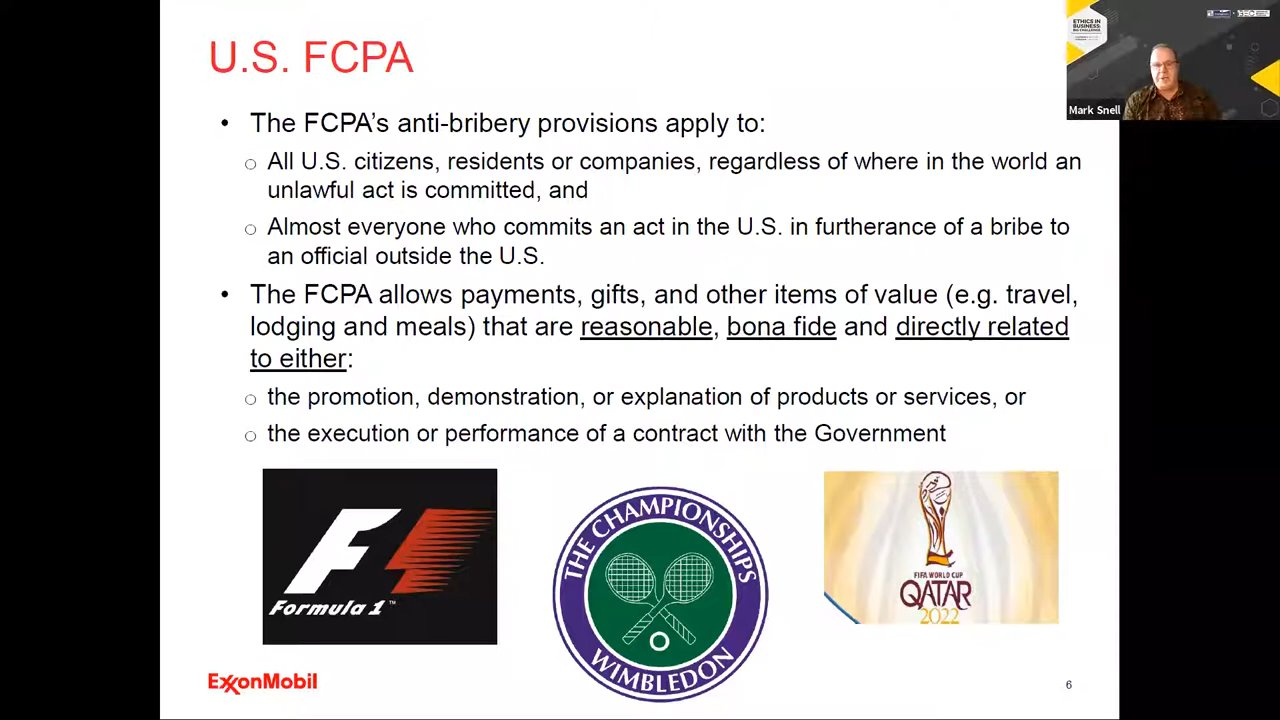 U.S. FCPA
• The FCPA’s anti-bribery provisions apply to:
o All U.S. citizens, residents or companies, regardless of where in the world an
unlawful act is committed, and
o Almost everyone who commits an act in the U.S. in furtherance of a bribe to
an official outside the U.S.
• The FCPA allows payments, gifts, and other items of value (e.g. travel,
lodging and meals) that are reasonable, bona fide and directly related
to either:
o the promotion, demonstration, or explanation of products or services, or
o the execution or performance of a contract with the Government
F1
Formula 1™
THE CHAMPIONSHIPS
WIMBLEDON
FIFA WORLD CUP
QATAR
2022
ExxonMobil
6
ETHICS IN
BUSINESS:
Mark Snell